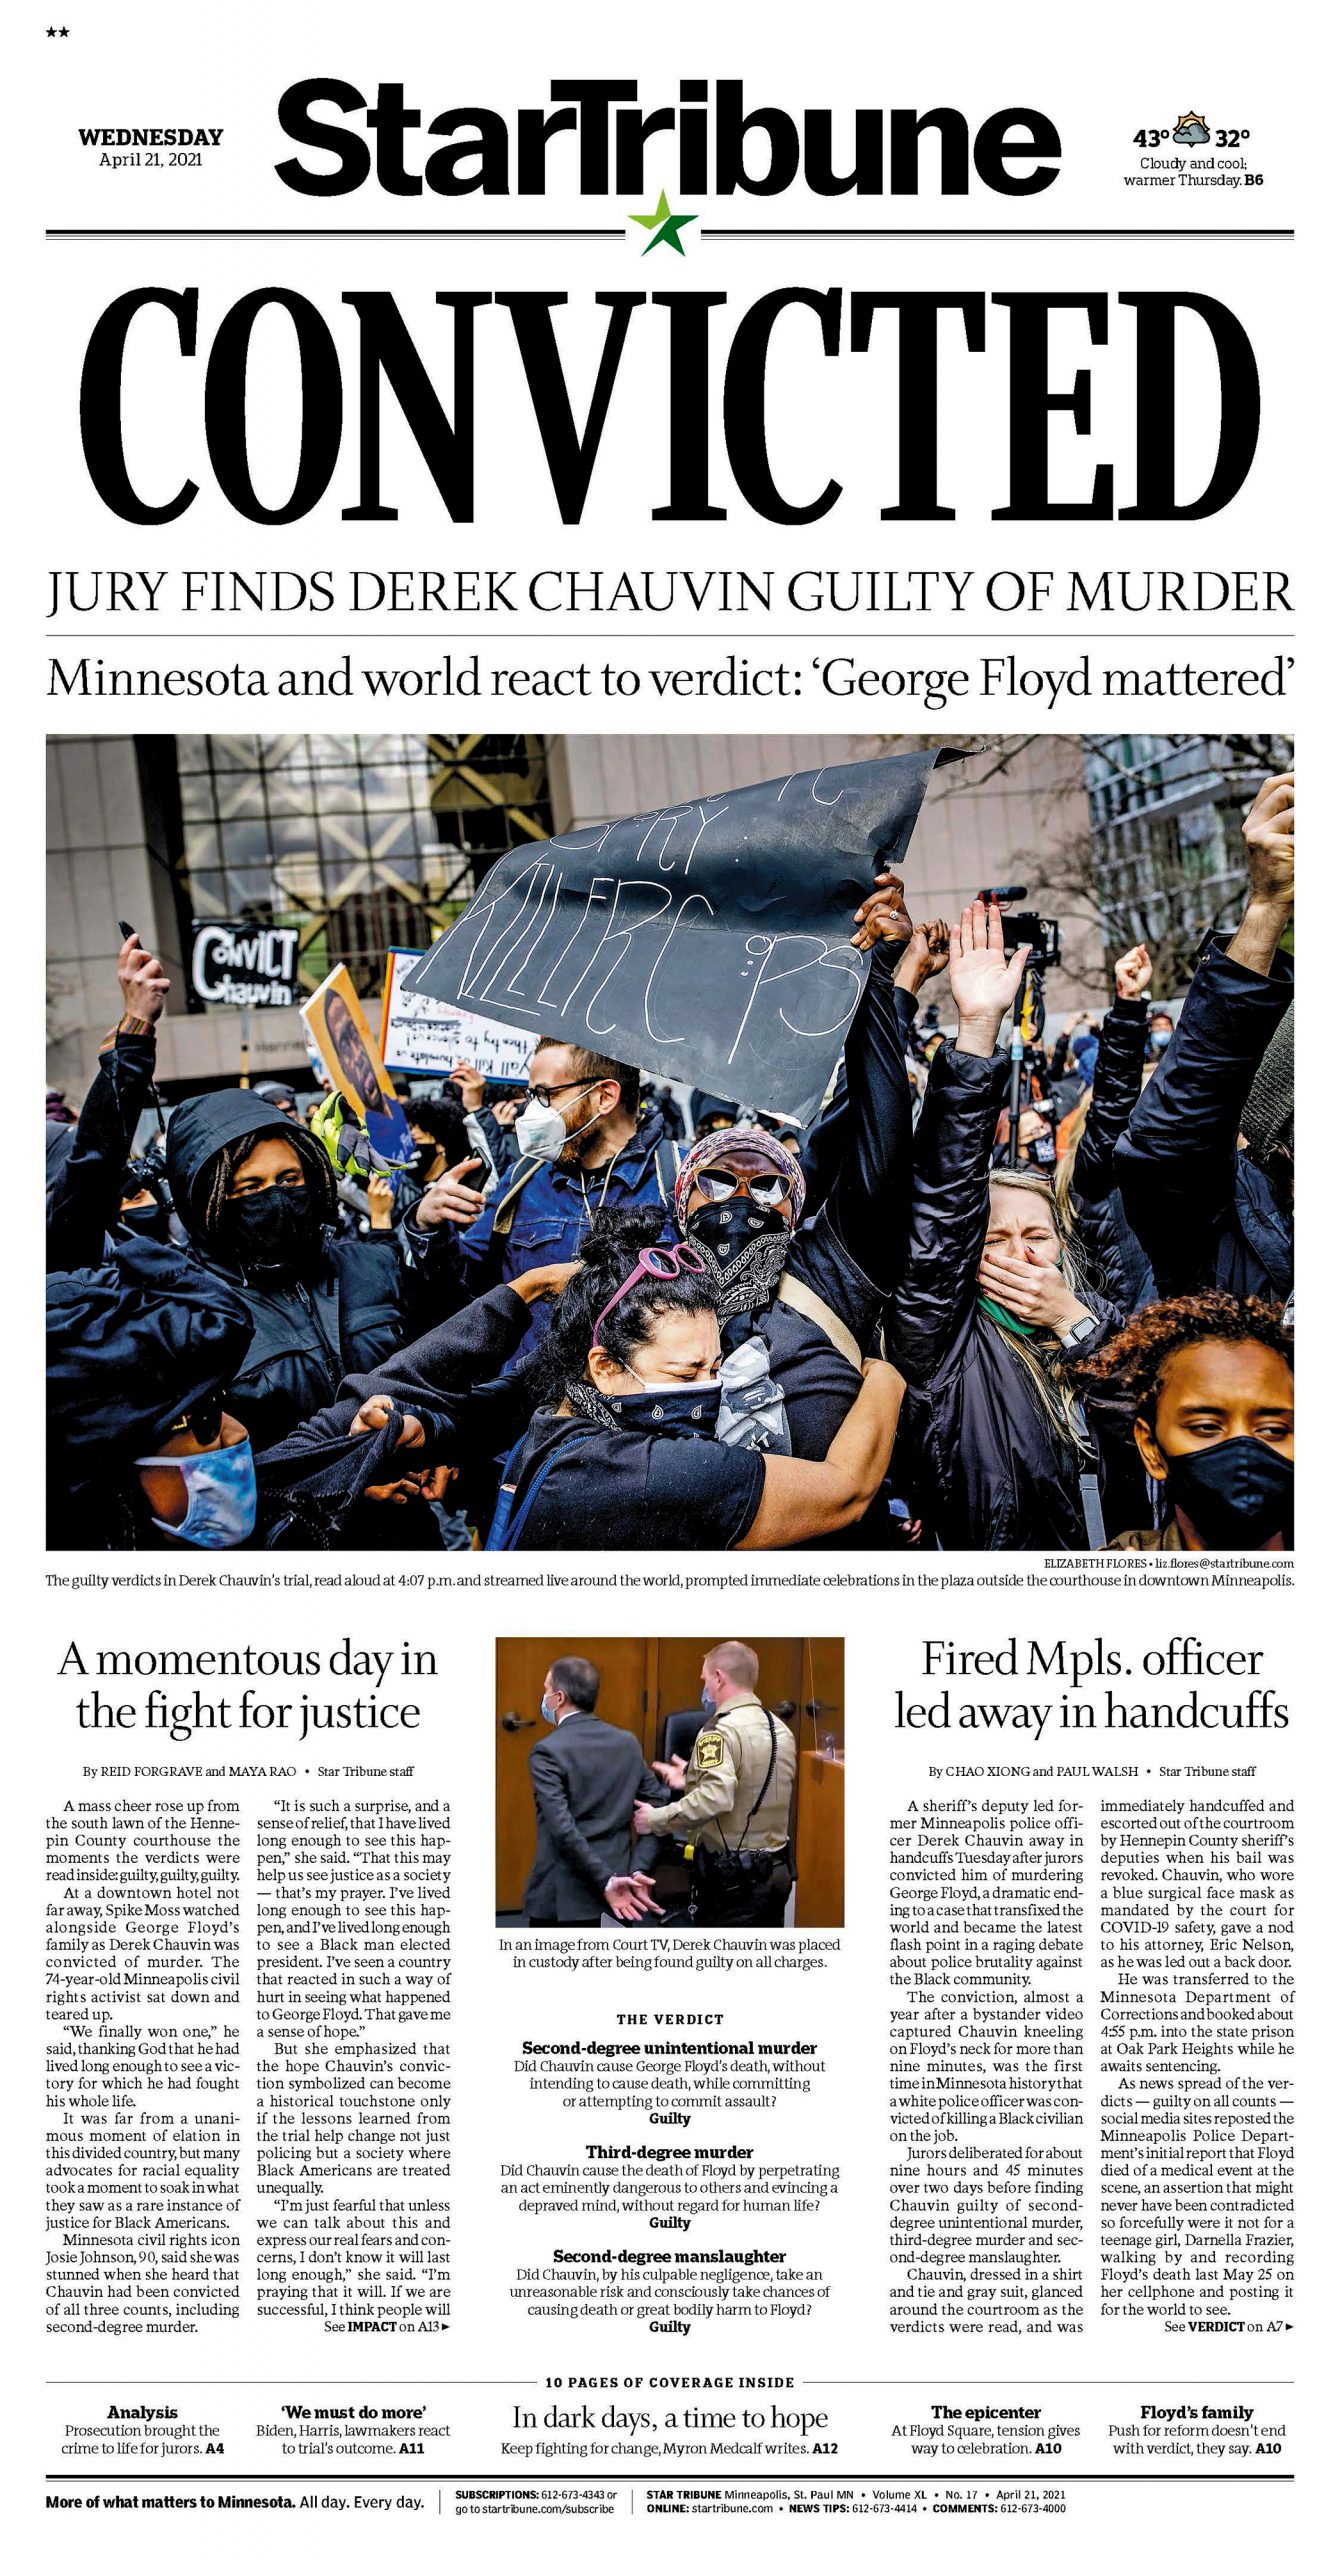 ★★
WEDNESDAY
April 21, 2021
StarTribune
43° 32°
Cloudy and cool;
warmer Thursday. B6
CONVICTED
JURY FINDS DEREK CHAUVIN GUILTY OF MURDER
Minnesota and world react to verdict: ‘George Floyd mattered’
CONVICT
Chauvin
KILLER C PS
ELIZABETH FLORES • liz.flores@startribune.com
The guilty verdicts in Derek Chauvin’s trial, read aloud at 4:07 p.m. and streamed live around the world, prompted immediate celebrations in the plaza outside the courthouse in downtown Minneapolis.
A momentous day in
the fight for justice
By REID FORGRAVE and MAYA RAO • Star Tribune staff
A mass cheer rose up from
the south lawn of the Henne-
pin County courthouse the
moments the verdicts were
read inside: guilty, guilty, guilty.
At a downtown hotel not
far away, Spike Moss watched
alongside George Floyd’s
family as Derek Chauvin was
convicted of murder. The
74-year-old Minneapolis civil
rights activist sat down and
teared up.
“We finally won one,” he
said, thanking God that he had
lived long enough to see a vic-
tory for which he had fought
his whole life.
It was far from a unani-
mous moment of elation in
this divided country, but many
advocates for racial equality
took a moment to soak in what
they saw as a rare instance of
justice for Black Americans.
Minnesota civil rights icon
Josie Johnson, 90, said she was
stunned when she heard that
Chauvin had been convicted
of all three counts, including
second-degree murder.
“It is such a surprise, and a
sense of relief, that I have lived
long enough to see this hap-
pen,” she said. “That this may
help us see justice as a society
— that’s my prayer. I’ve lived
long enough to see this hap-
pen, and I’ve lived long enough
to see a Black man elected
president. I’ve seen a country
that reacted in such a way of
hurt in seeing what happened
to George Floyd. That gave me
a sense of hope.”
But she emphasized that
the hope Chauvin’s convic-
tion symbolized can become
a historical touchstone only
if the lessons learned from
the trial help change not just
policing but a society where
Black Americans are treated
unequally.
“I’m just fearful that unless
we can talk about this and
express our real fears and con-
cerns, I don’t know it will last
long enough,” she said. “I’m
praying that it will. If we are
successful, I think people will
See IMPACT on A13 ►
In an image from Court TV, Derek Chauvin was placed
in custody after being found guilty on all charges.
THE VERDICT
Second-degree unintentional murder
Did Chauvin cause George Floyd’s death, without
intending to cause death, while committing
or attempting to commit assault?
Guilty
Third-degree murder
Did Chauvin cause the death of Floyd by perpetrating
an act eminently dangerous to others and evincing a
depraved mind, without regard for human life?
Guilty
Second-degree manslaughter
Did Chauvin, by his culpable negligence, take an
unreasonable risk and consciously take chances of
causing death or great bodily harm to Floyd?
Guilty
Fired Mpls. officer
led away in handcuffs
By CHAO XIONG and PAUL WALSH • Star Tribune staff
A sheriff’s deputy led for-
mer Minneapolis police offi-
cer Derek Chauvin away in
handcuffs Tuesday after jurors
convicted him of murdering
George Floyd, a dramatic end-
ing to a case that transfixed the
world and became the latest
flash point in a raging debate
about police brutality against
the Black community.
The conviction, almost a
year after a bystander video
captured Chauvin kneeling
on Floyd’s neck for more than
nine minutes, was the first
time in Minnesota history that
a white police officer was con-
victed of killing a Black civilian
on the job.
Jurors deliberated for about
nine hours and 45 minutes
over two days before finding
Chauvin guilty of second-
degree unintentional murder,
third-degree murder and sec-
ond-degree manslaughter.
Chauvin, dressed in a shirt
and tie and gray suit, glanced
around the courtroom as the
verdicts were read, and was
immediately handcuffed and
escorted out of the courtroom
by Hennepin County sheriff’s
deputies when his bail was
revoked. Chauvin, who wore
a blue surgical face mask as
mandated by the court for
COVID-19 safety, gave a nod
to his attorney, Eric Nelson,
as he was led out a back door.
He was transferred to the
Minnesota Department of
Corrections and booked about
4:55 p.m. into the state prison
at Oak Park Heights while he
awaits sentencing.
As news spread of the ver-
dicts — guilty on all counts —
social media sites reposted the
Minneapolis Police Depart-
ment’s initial report that Floyd
died of a medical event at the
scene, an assertion that might
never have been contradicted
so forcefully were it not for a
teenage girl, Darnella Frazier,
walking by and recording
Floyd’s death last May 25 on
her cellphone and posting it
for the world to see.
See VERDICT on A7 ►
10 PAGES OF COVERAGE INSIDE
Analysis
Prosecution brought the
crime to life for jurors. A4
‘We must do more’
Biden, Harris, lawmakers react
to trial’s outcome. A11
In dark days, a time to hope
Keep fighting for change, Myron Medcalf writes. A12
The epicenter
At Floyd Square, tension gives
way to celebration. A10
Floyd’s family
Push for reform doesn’t end
with verdict, they say. A10
More of what matters to Minnesota. All day. Every day.
SUBSCRIPTIONS: 612-673-4343 or
go to startribune.com/subscribe
STAR TRIBUNE Minneapolis, St. Paul MN • Volume XL • No. 17 • April 21, 2021
ONLINE: startribune.com • NEWS TIPS: 612-673-4414 • COMMENTS: 612-673-4000